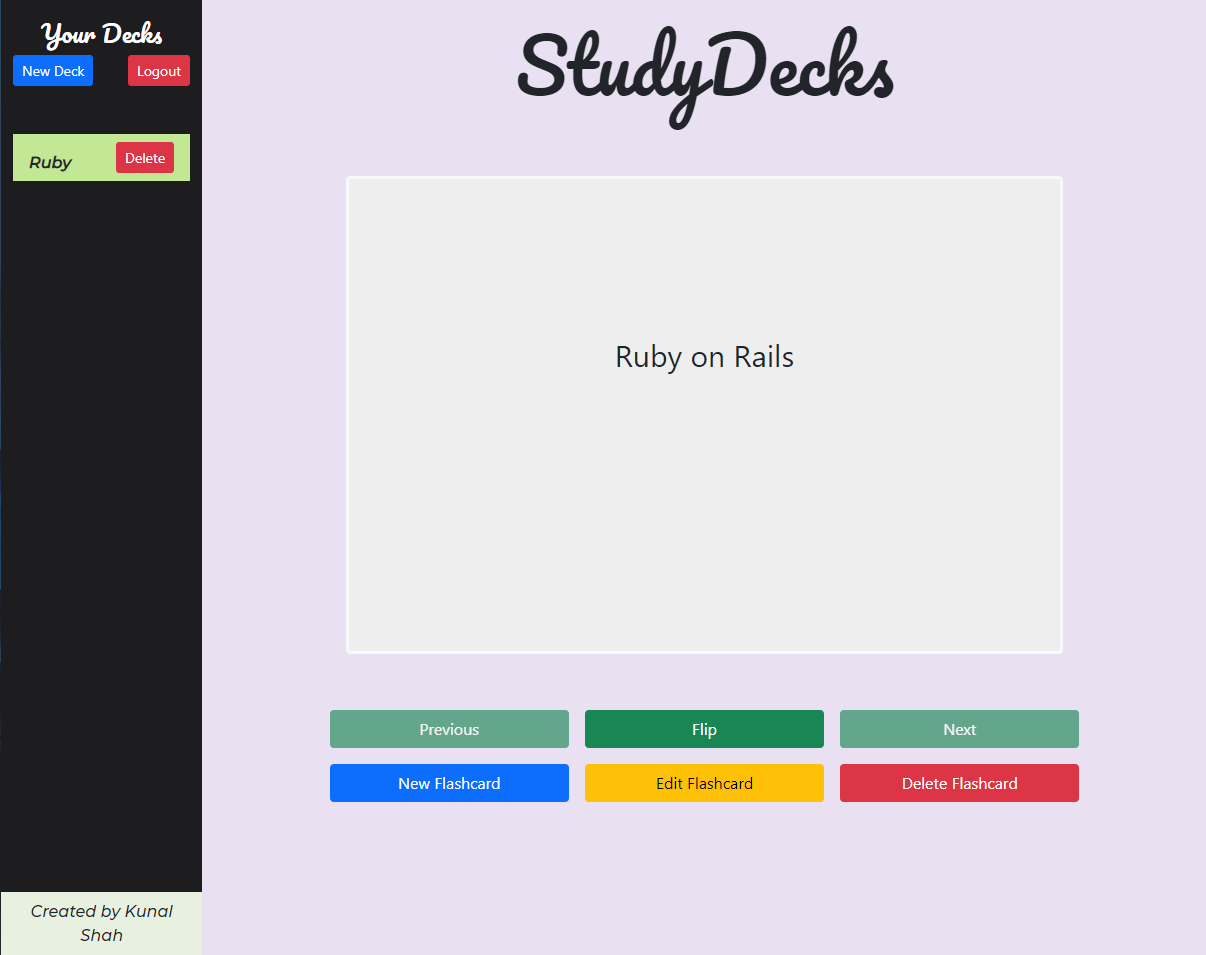 Your Decks
New Deck
Logout
Ruby
Delete
Created by Kunal
Shah
StudyDecks
Ruby on Rails
Previous
Flip
Next
New Flashcard
Edit Flashcard
Delete Flashcard